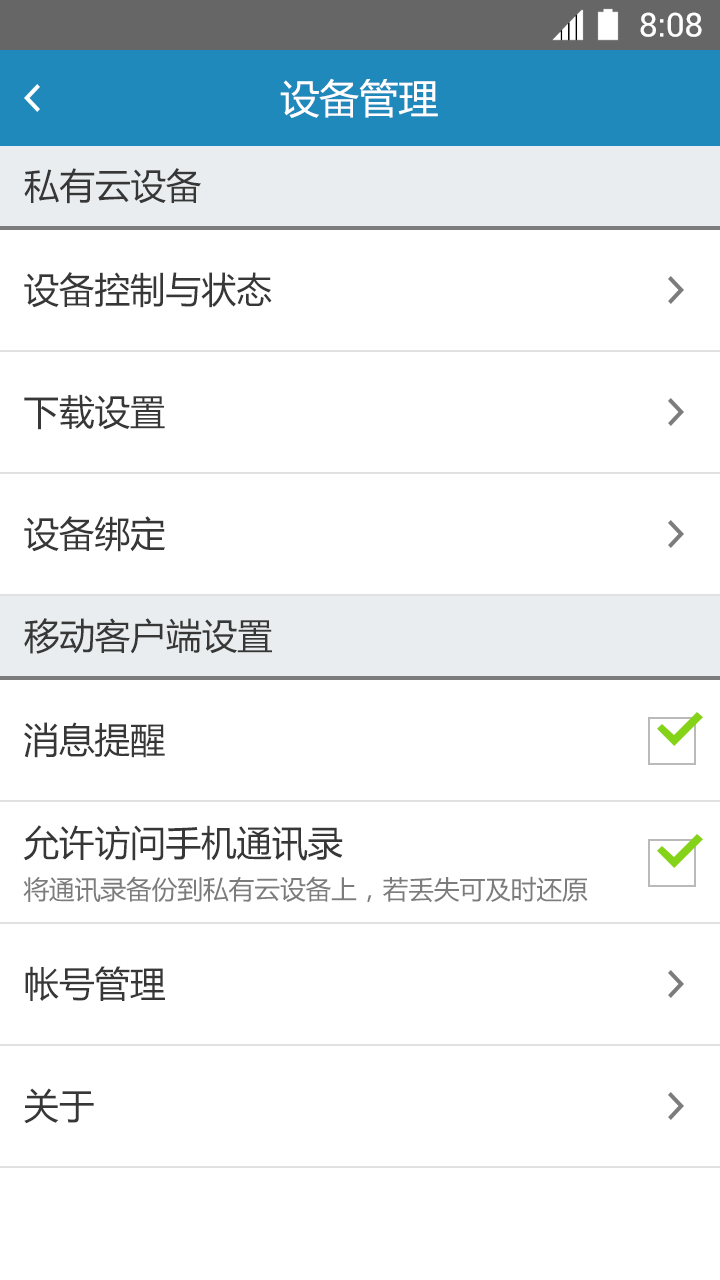 8:08
设备管理
私有云设备
设备控制与状态
下载设置
设备绑定
移动客户端设置
消息提醒
允许访问手机通讯录
将通讯录备份到私有云设备上，若丢失可及时还原
帐号管理
关于